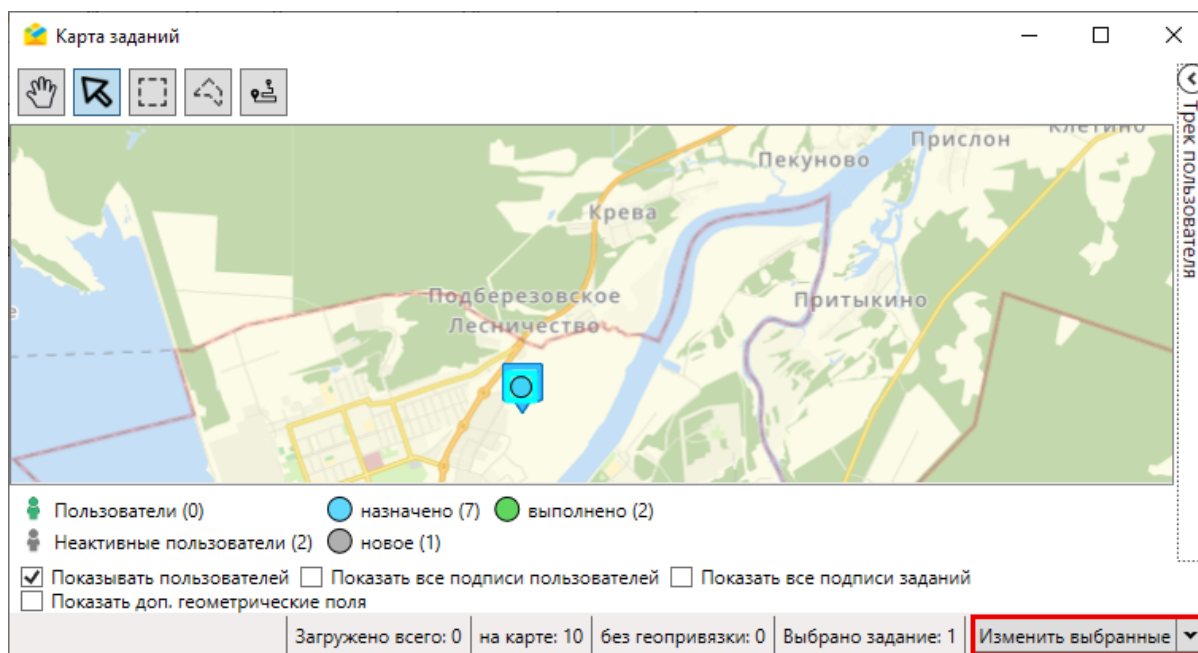 Карта заданий
Трек пользователя
Прислон
Пекуново
Крева
Подберезовское
Лесничество
Притыкино
Пользователи (0)
назначено (7)
выполнено (2)
Неактивные пользователи (2)
новое (1)
Показывать пользователей
Показать все подписи пользователей
Показать все подписи заданий
Показать доп. геометрические поля
Загружено всего: 0
на карте: 10
без геопривязки: 0
Выбрано задание: 1
Изменить выбранные